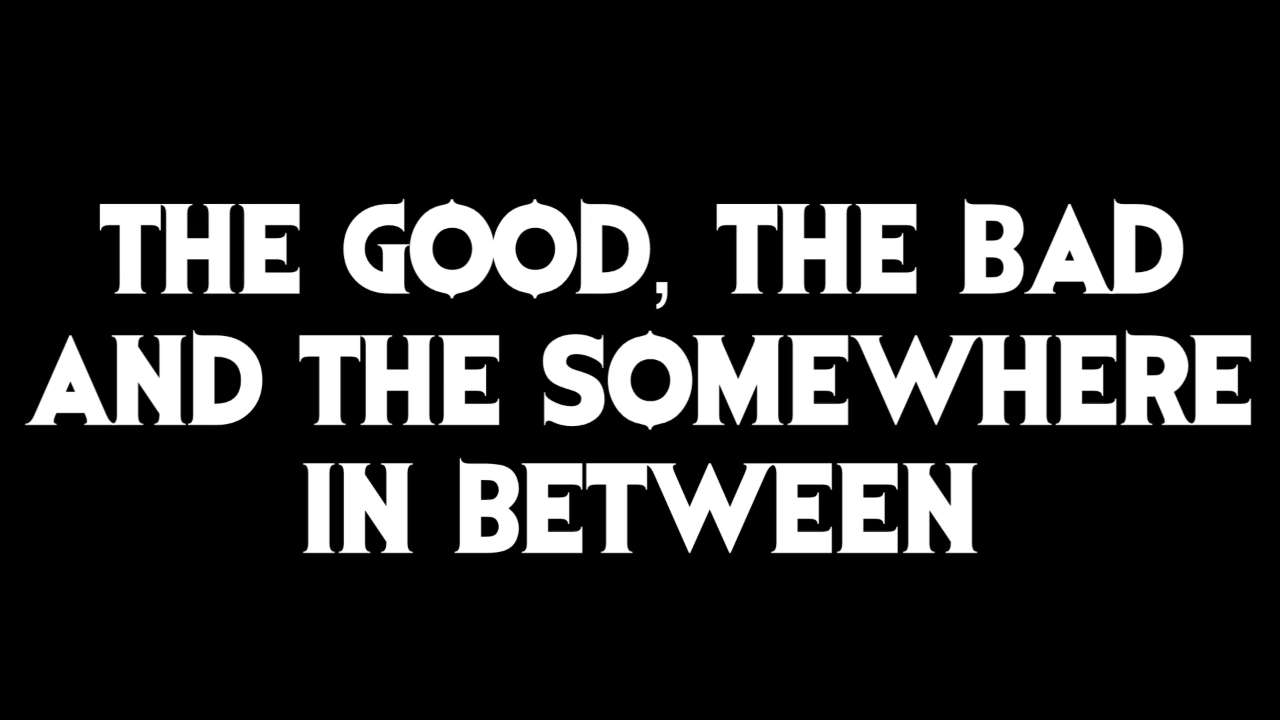 THE GOOD, THE BAD
AND THE SOMEWHERE
IN BETWEEN